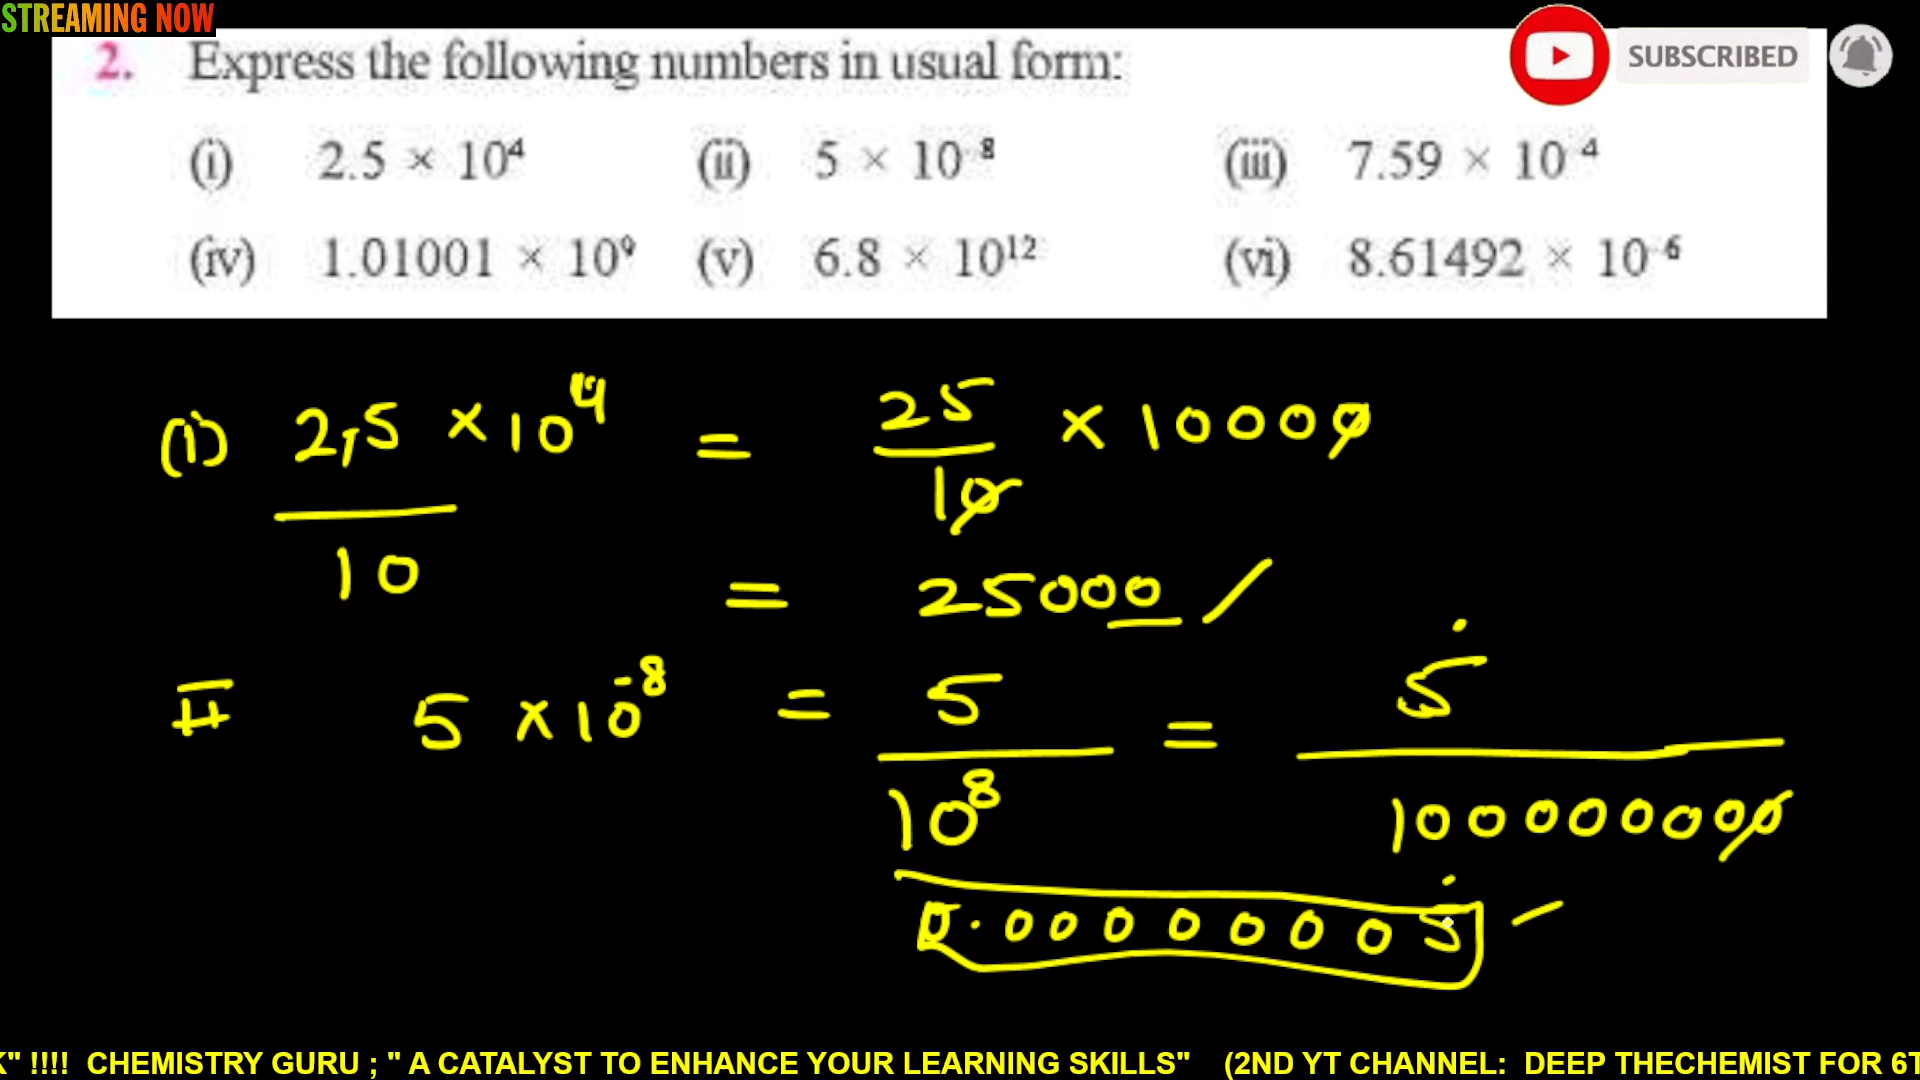 STREAMING NOW
2. Express the following numbers in usual form:
SUBSCRIBED
(i) 2.5 × 10⁴ (ii) 5 × 10⁻⁸ (iii) 7.59 × 10⁻⁴
(iv) 1.01001 × 10⁹ (v) 6.8 × 10¹² (vi) 8.61492 × 10⁻⁶
(i) 2.5 × 10⁴ = 25 × 10000
10 10
= 25000 /
II 5 × 10⁻⁸ = 5 = 5
10⁸ 100000000
0.00000005
K" !!!! CHEMISTRY GURU ; " A CATALYST TO ENHANCE YOUR LEARNING SKILLS" (2ND YT CHANNEL: DEEP THECHEMIST FOR 6T